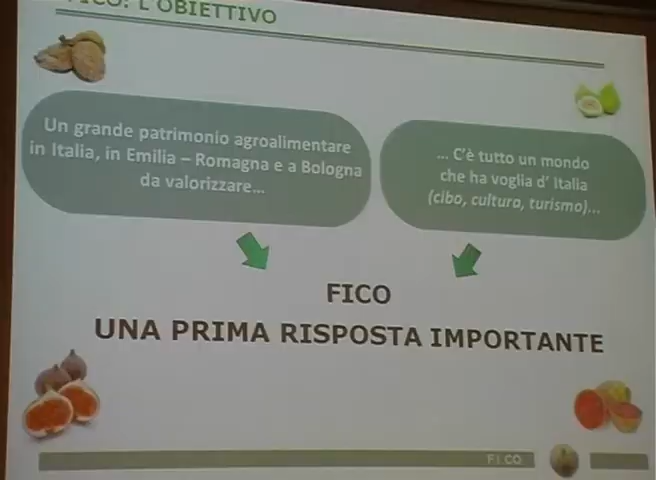 FICO: L'OBIETTIVO
Un grande patrimonio agroalimentare
in Italia, in Emilia – Romagna e a Bologna
da valorizzare...
... C'è tutto un mondo
che ha voglia d' Italia
(cibo, cultura, turismo)...
FICO
UNA PRIMA RISPOSTA IMPORTANTE
FICO